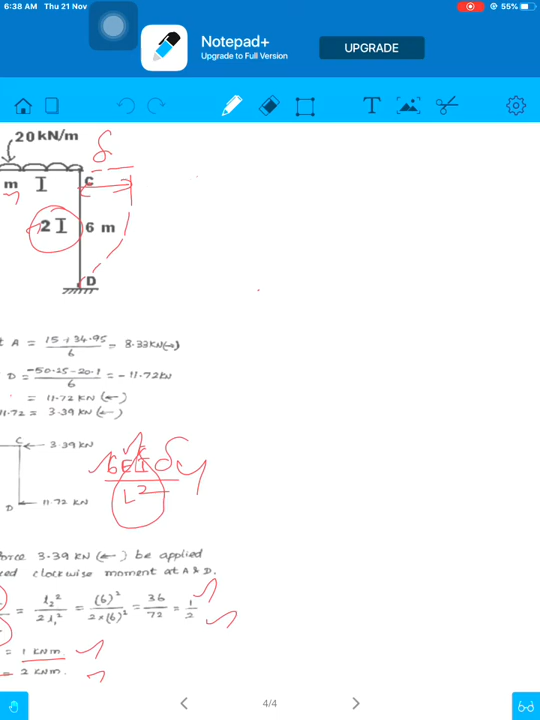 6:38 AM Thu 21 Nov
55%
Notepad+
Upgrade to Full Version
UPGRADE
T
20 kN/m
δ
C
m I
2 I
6 m
D
A = 15+34.95 / 6 = 8.33 KN(→)
D = -50.25-20.1 / 6 = -11.72 KN
= 11.72 KN (←)
11.72 = 3.39 KN (←)
C
3.39 KN
6EIδ / L²
D
11.72 KN
force 3.39 KN (←) be applied
clockwise moment at A & D.
= l₂² / 2l₁² = (6)² / 2×(6)² = 36 / 72 = 1 / 2
= 1 KNm
= 2 KNm.
4/4